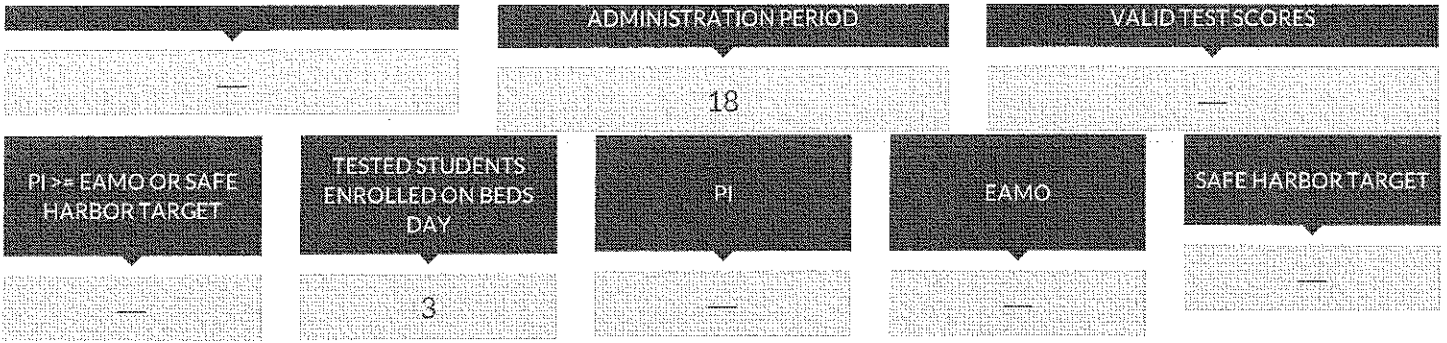 ADMINISTRATION PERIOD
VALID TEST SCORES
—
18
—
PI >= EAMO OR SAFE
HARBOR TARGET
TESTED STUDENTS
ENROLLED ON BEDS
DAY
PI
EAMO
SAFE HARBOR TARGET
—
3
—
—
—